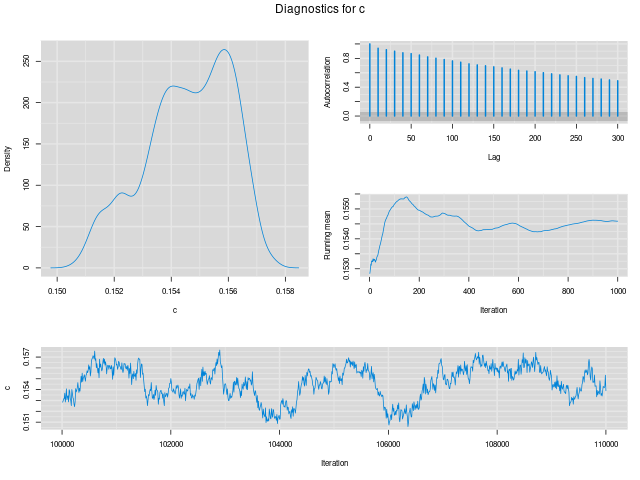 Diagnostics for c
Density
0 50 100 150 200 250
0.150 0.152 0.154 0.156 0.158
c
Autocorrelation
0.0 0.4 0.8
0 50 100 150 200 250 300
Lag
Running mean
0.1530 0.1540 0.1550
0 200 400 600 800 1000
Iteration
c
0.151 0.154 0.157
100000 102000 104000 106000 108000 110000
Iteration